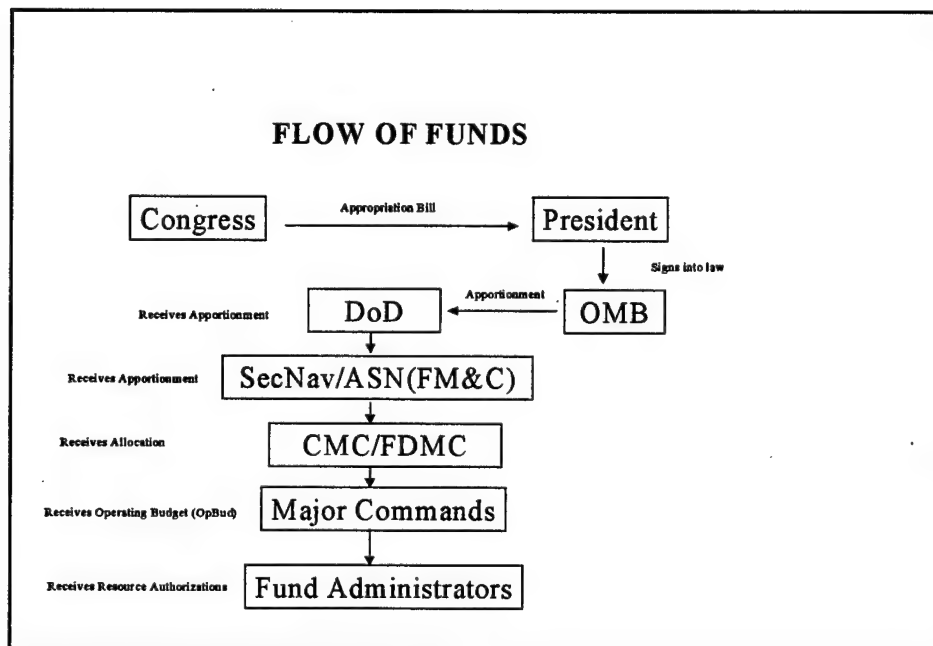 FLOW OF FUNDS
Congress
Appropriation Bill
President
Signs into law
Receives Apportionment
DoD
Apportionment
OMB
Receives Apportionment
SecNav/ASN(FM&C)
Receives Allocation
CMC/FDMC
Receives Operating Budget (OpBud)
Major Commands
Receives Resource Authorizations
Fund Administrators